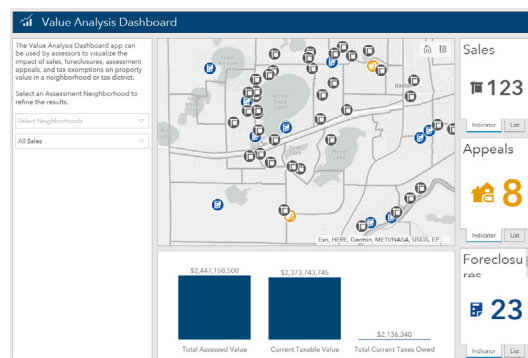 Value Analysis Dashboard
The Value Analysis Dashboard app can
be used by assessors to visualize the
impact of sales, foreclosures, assessment
appeals, and tax exemptions on property
value in a neighborhood or tax district.
Select an Assessment Neighborhood to
refine the results.
Select Neighborhoods
All Sales
Baxter
Esri, HERE, Garmin, METI/NASA, USGS, EP...
$2,447,158,500
$2,373,743,745
$2,136,340
Total Assessed Value
Current Taxable Value
Total Current Taxes Owed
Sales
123
Indicator
List
Appeals
8
Indicator
List
Foreclosu
res
23
Indicator
List